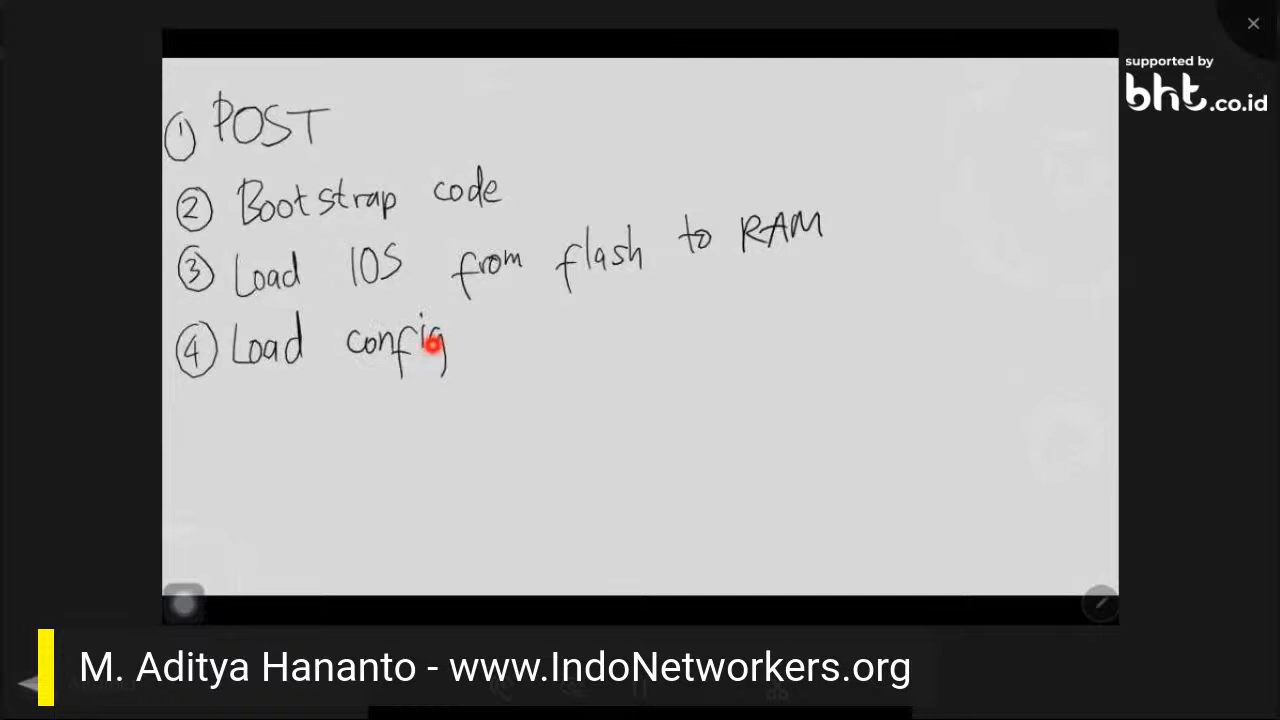 supported by
bht.co.id
① POST
② Bootstrap code
③ Load IOS from flash to RAM
④ Load config
M. Aditya Hananto - www.IndoNetworkers.org